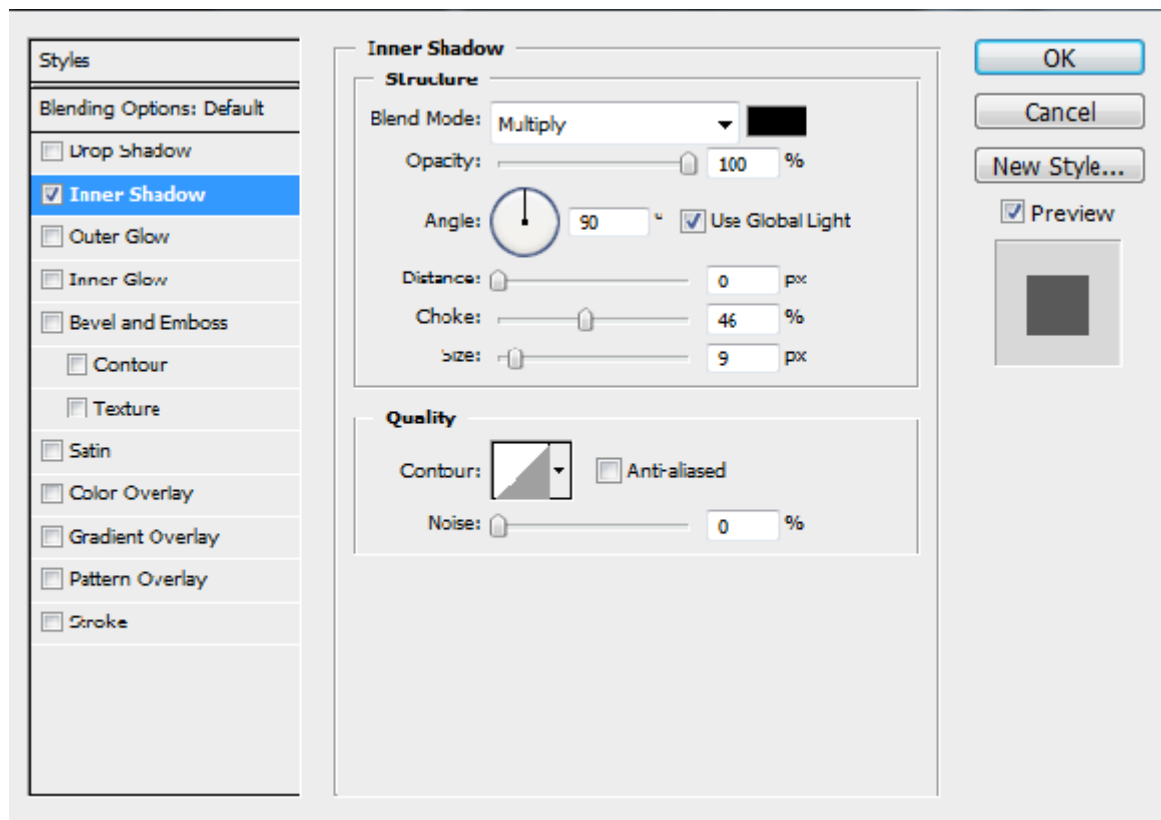 Styles
Blending Options: Default
Drop Shadow
Inner Shadow
Outer Glow
Inner Glow
Bevel and Emboss
Contour
Texture
Satin
Color Overlay
Gradient Overlay
Pattern Overlay
Stroke
Inner Shadow
Structure
Blend Mode: Multiply
Opacity: 100 %
Angle: 90 ° Use Global Light
Distance: 0 px
Choke: 46 %
Size: 9 px
Quality
Contour: Anti-aliased
Noise: 0 %
OK
Cancel
New Style...
Preview